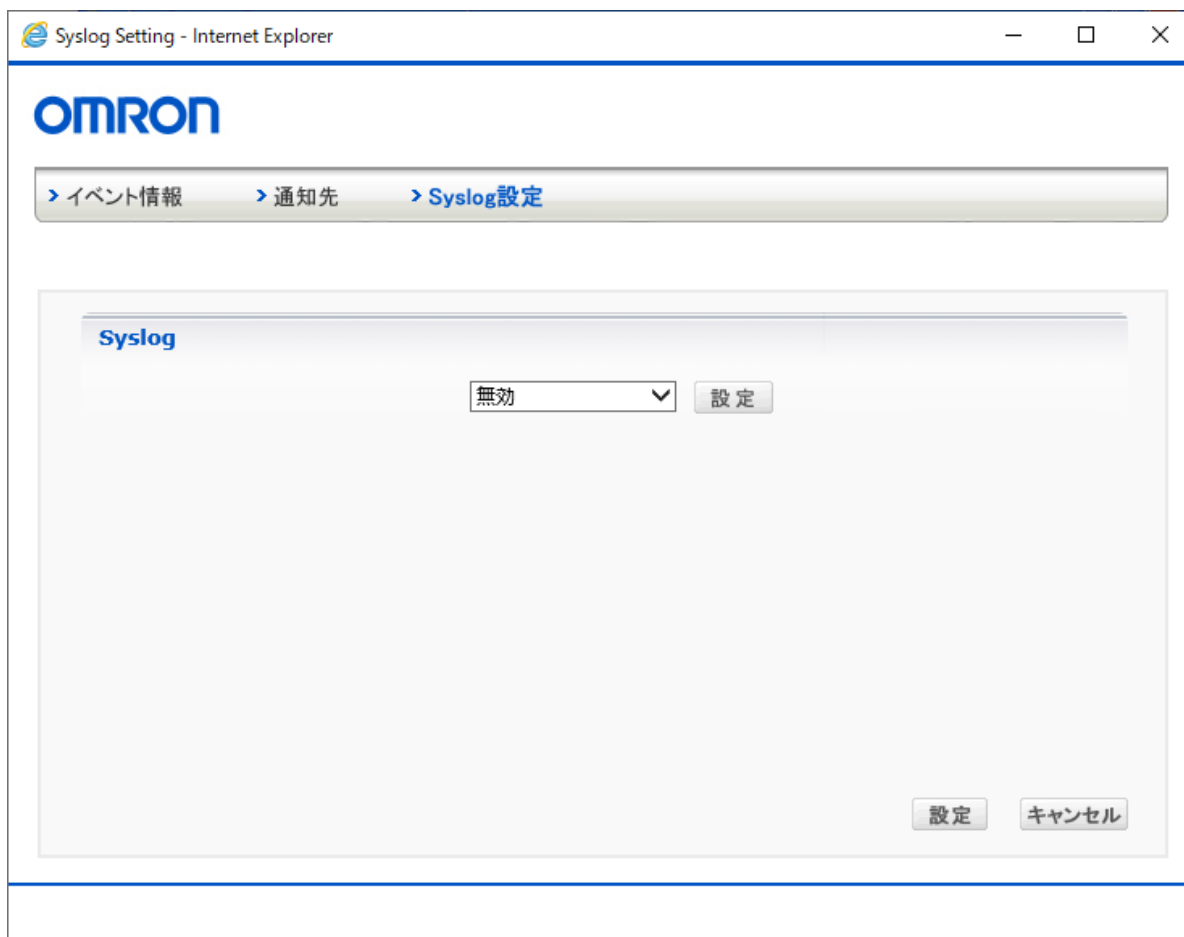 Syslog Setting - Internet Explorer
OMRON
イベント情報 通知先 Syslog設定
Syslog
無効 設定
設定 キャンセル